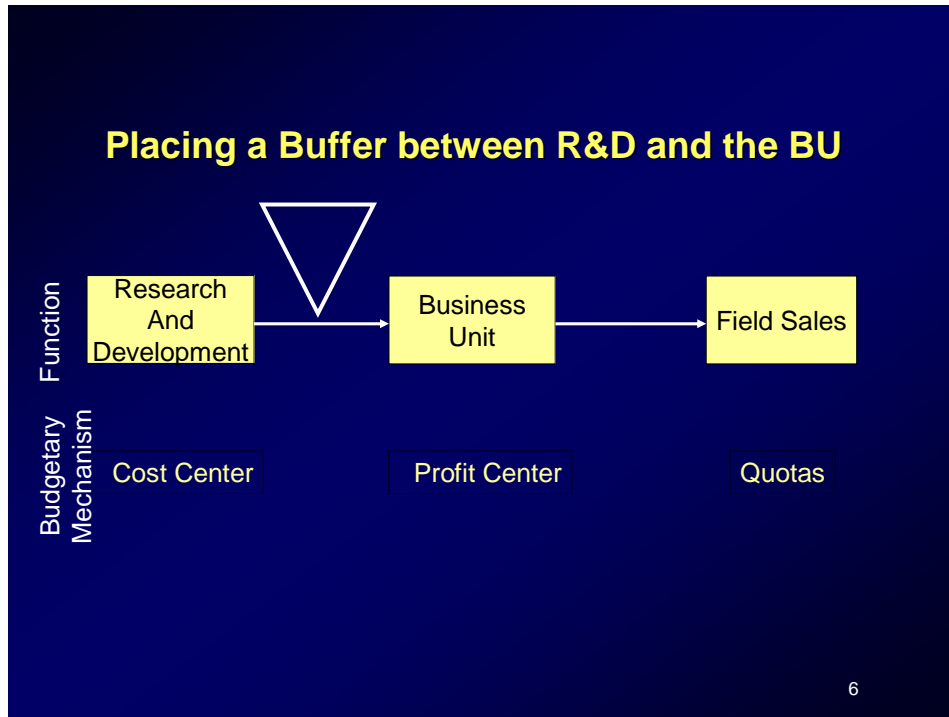 Placing a Buffer between R&D and the BU
Function
Research
And
Development
Business
Unit
Field Sales
Budgetary
Mechanism
Cost Center
Profit Center
Quotas
6